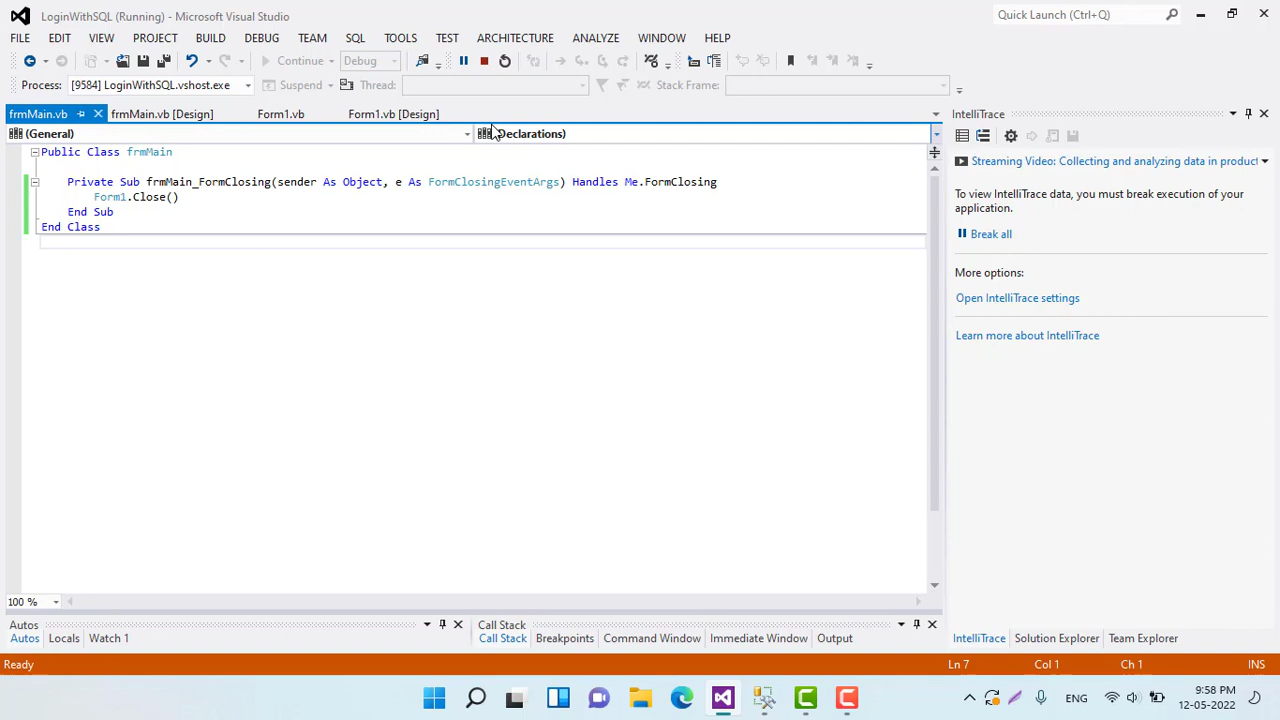 LoginWithSQL (Running) - Microsoft Visual Studio
Quick Launch (Ctrl+Q)
FILE EDIT VIEW PROJECT BUILD DEBUG TEAM SQL TOOLS TEST ARCHITECTURE ANALYZE WINDOW HELP
Continue Debug
Process: [9584] LoginWithSQL.vshost.exe Suspend Thread: Stack Frame:
frmMain.vb frmMain.vb [Design] Form1.vb Form1.vb [Design]
(General) Declarations)
Public Class frmMain
Private Sub frmMain_FormClosing(sender As Object, e As FormClosingEventArgs) Handles Me.FormClosing
Form1.Close()
End Sub
End Class
100 %
IntelliTrace
Streaming Video: Collecting and analyzing data in product
To view IntelliTrace data, you must break execution of your
application.
Break all
More options:
Open IntelliTrace settings
Learn more about IntelliTrace
Autos
Autos Locals Watch 1
Call Stack
Call Stack Breakpoints Command Window Immediate Window Output
IntelliTrace Solution Explorer Team Explorer
Ready Ln 7 Col 1 Ch 1 INS
ENG
9:58 PM
12-05-2022